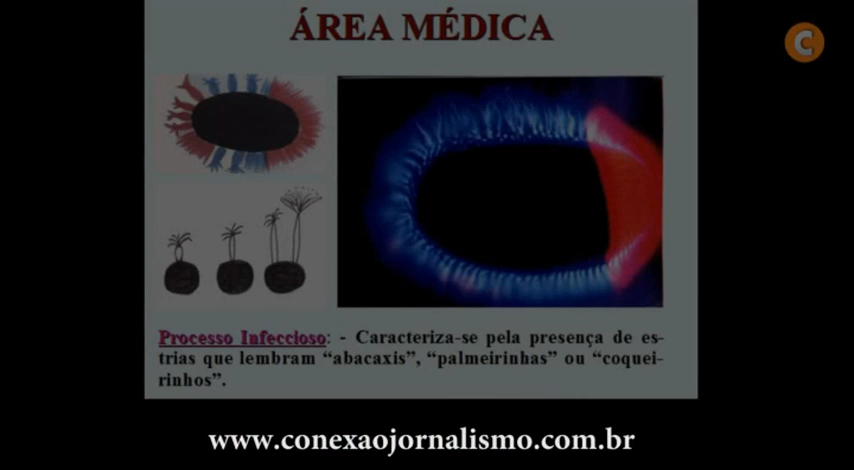 ÁREA MÉDICA
C
Processo Infeccioso: - Caracteriza-se pela presença de es-
trias que lembram “abacaxis”, “palmeirinhas” ou “coquei-
rinhos”.
www.conexaojornalismo.com.br